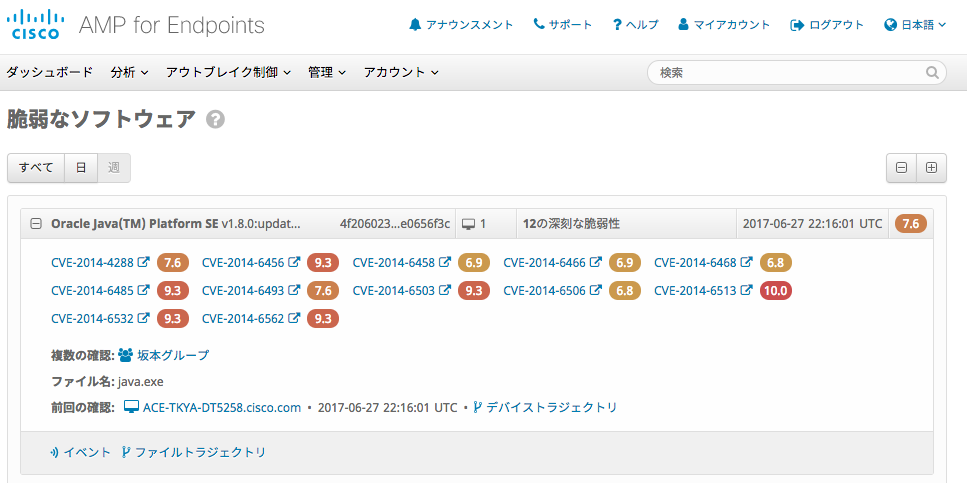 CISCO AMP for Endpoints アナウンスメント サポート ? ヘルプ マイアカウント ログアウト 日本語
ダッシュボード 分析 アウトブレイク制御 管理 アカウント 検索
脆弱なソフトウェア ?
すべて 日 週
Oracle Java(TM) Platform SE v1.8.0:updat... 4f206023...e0656f3c 1 12の深刻な脆弱性 2017-06-27 22:16:01 UTC 7.6
CVE-2014-4288 7.6 CVE-2014-6456 9.3 CVE-2014-6458 6.9 CVE-2014-6466 6.9 CVE-2014-6468 6.8
CVE-2014-6485 9.3 CVE-2014-6493 7.6 CVE-2014-6503 9.3 CVE-2014-6506 6.8 CVE-2014-6513 10.0
CVE-2014-6532 9.3 CVE-2014-6562 9.3
複数の確認: 坂本グループ
ファイル名: java.exe
前回の確認: ACE-TKYA-DT5258.cisco.com • 2017-06-27 22:16:01 UTC • デバイストラジェクトリ
イベント ファイルトラジェクトリ